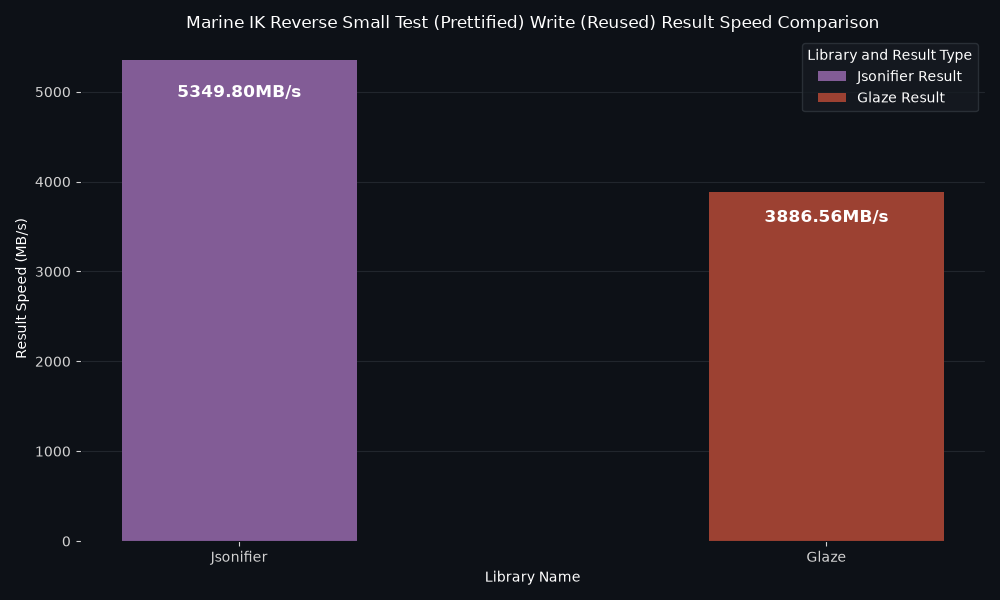 Marine IK Reverse Small Test (Prettified) Write (Reused) Result Speed Comparison
Library and Result Type
Jsonifier Result
Glaze Result
5349.80MB/s
3886.56MB/s
Result Speed (MB/s)
5000
4000
3000
2000
1000
0
Jsonifier
Glaze
Library Name